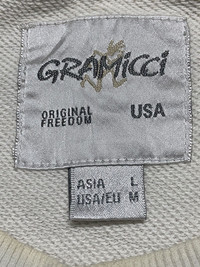 GRAMICCI
ORIGINAL USA
FREEDOM
ASIA L
USA/EU M